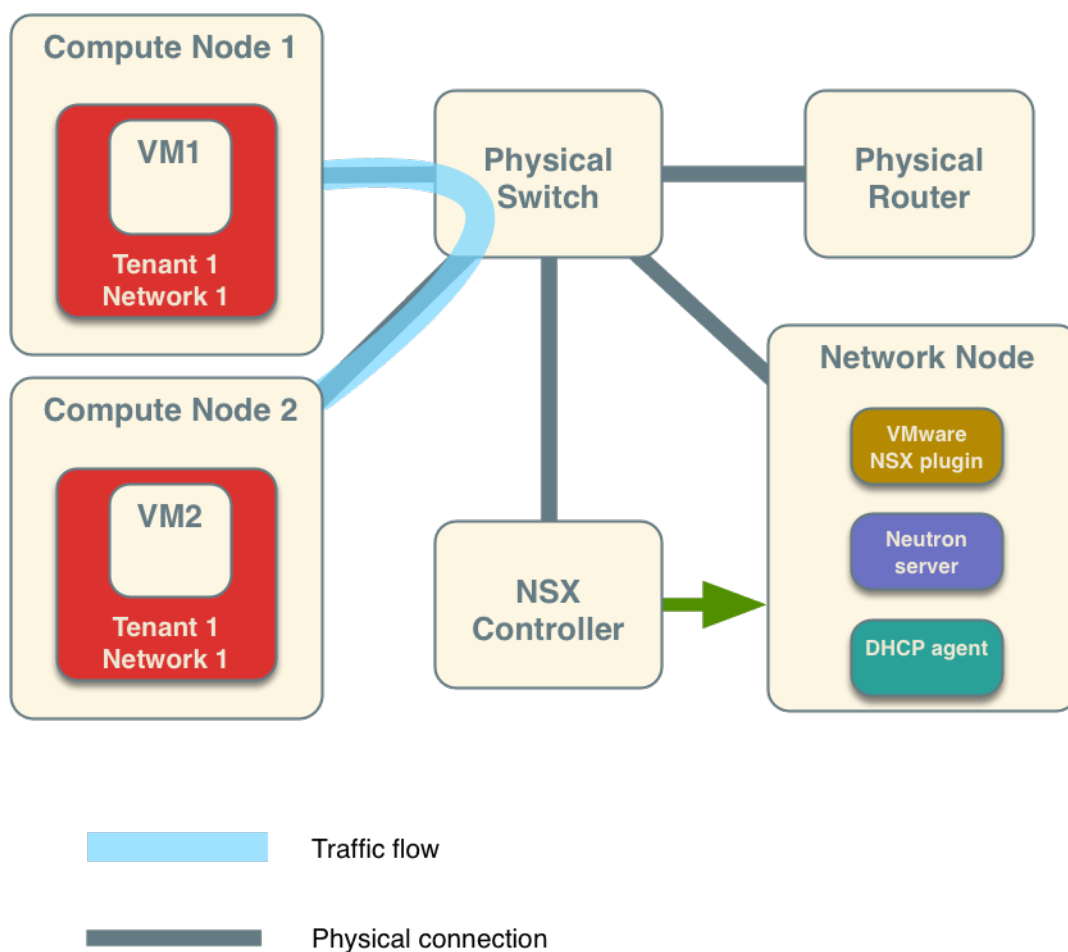 Compute Node 1
VM1
Tenant 1
Network 1
Physical
Switch
Physical
Router
Compute Node 2
VM2
Tenant 1
Network 1
NSX
Controller
Network Node
VMware
NSX plugin
Neutron
server
DHCP agent
Traffic flow
Physical connection